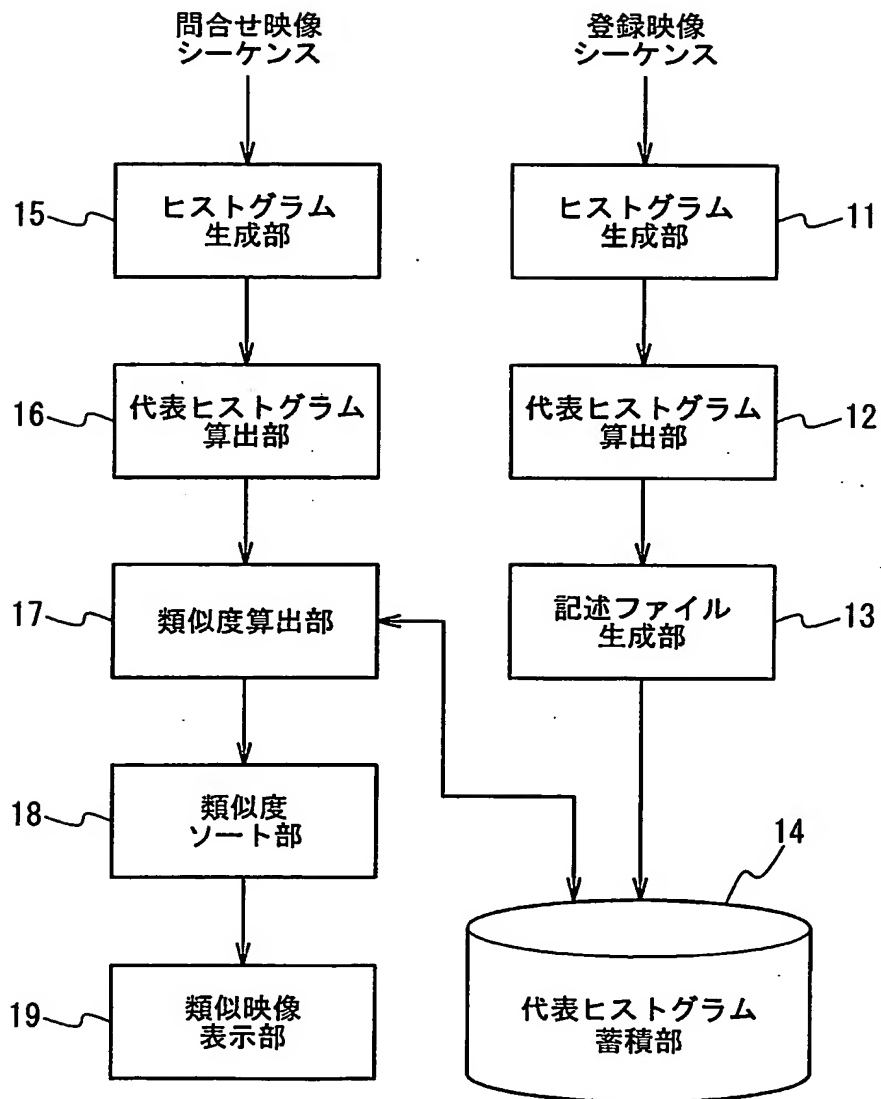 問合せ映像
シーケンス
登録映像
シーケンス
15
ヒストグラム
生成部
ヒストグラム
生成部
11
16
代表ヒストグラム
算出部
代表ヒストグラム
算出部
12
17
類似度算出部
記述ファイル
生成部
13
18
類似度
ソート部
14
19
類似映像
表示部
代表ヒストグラム
蓄積部